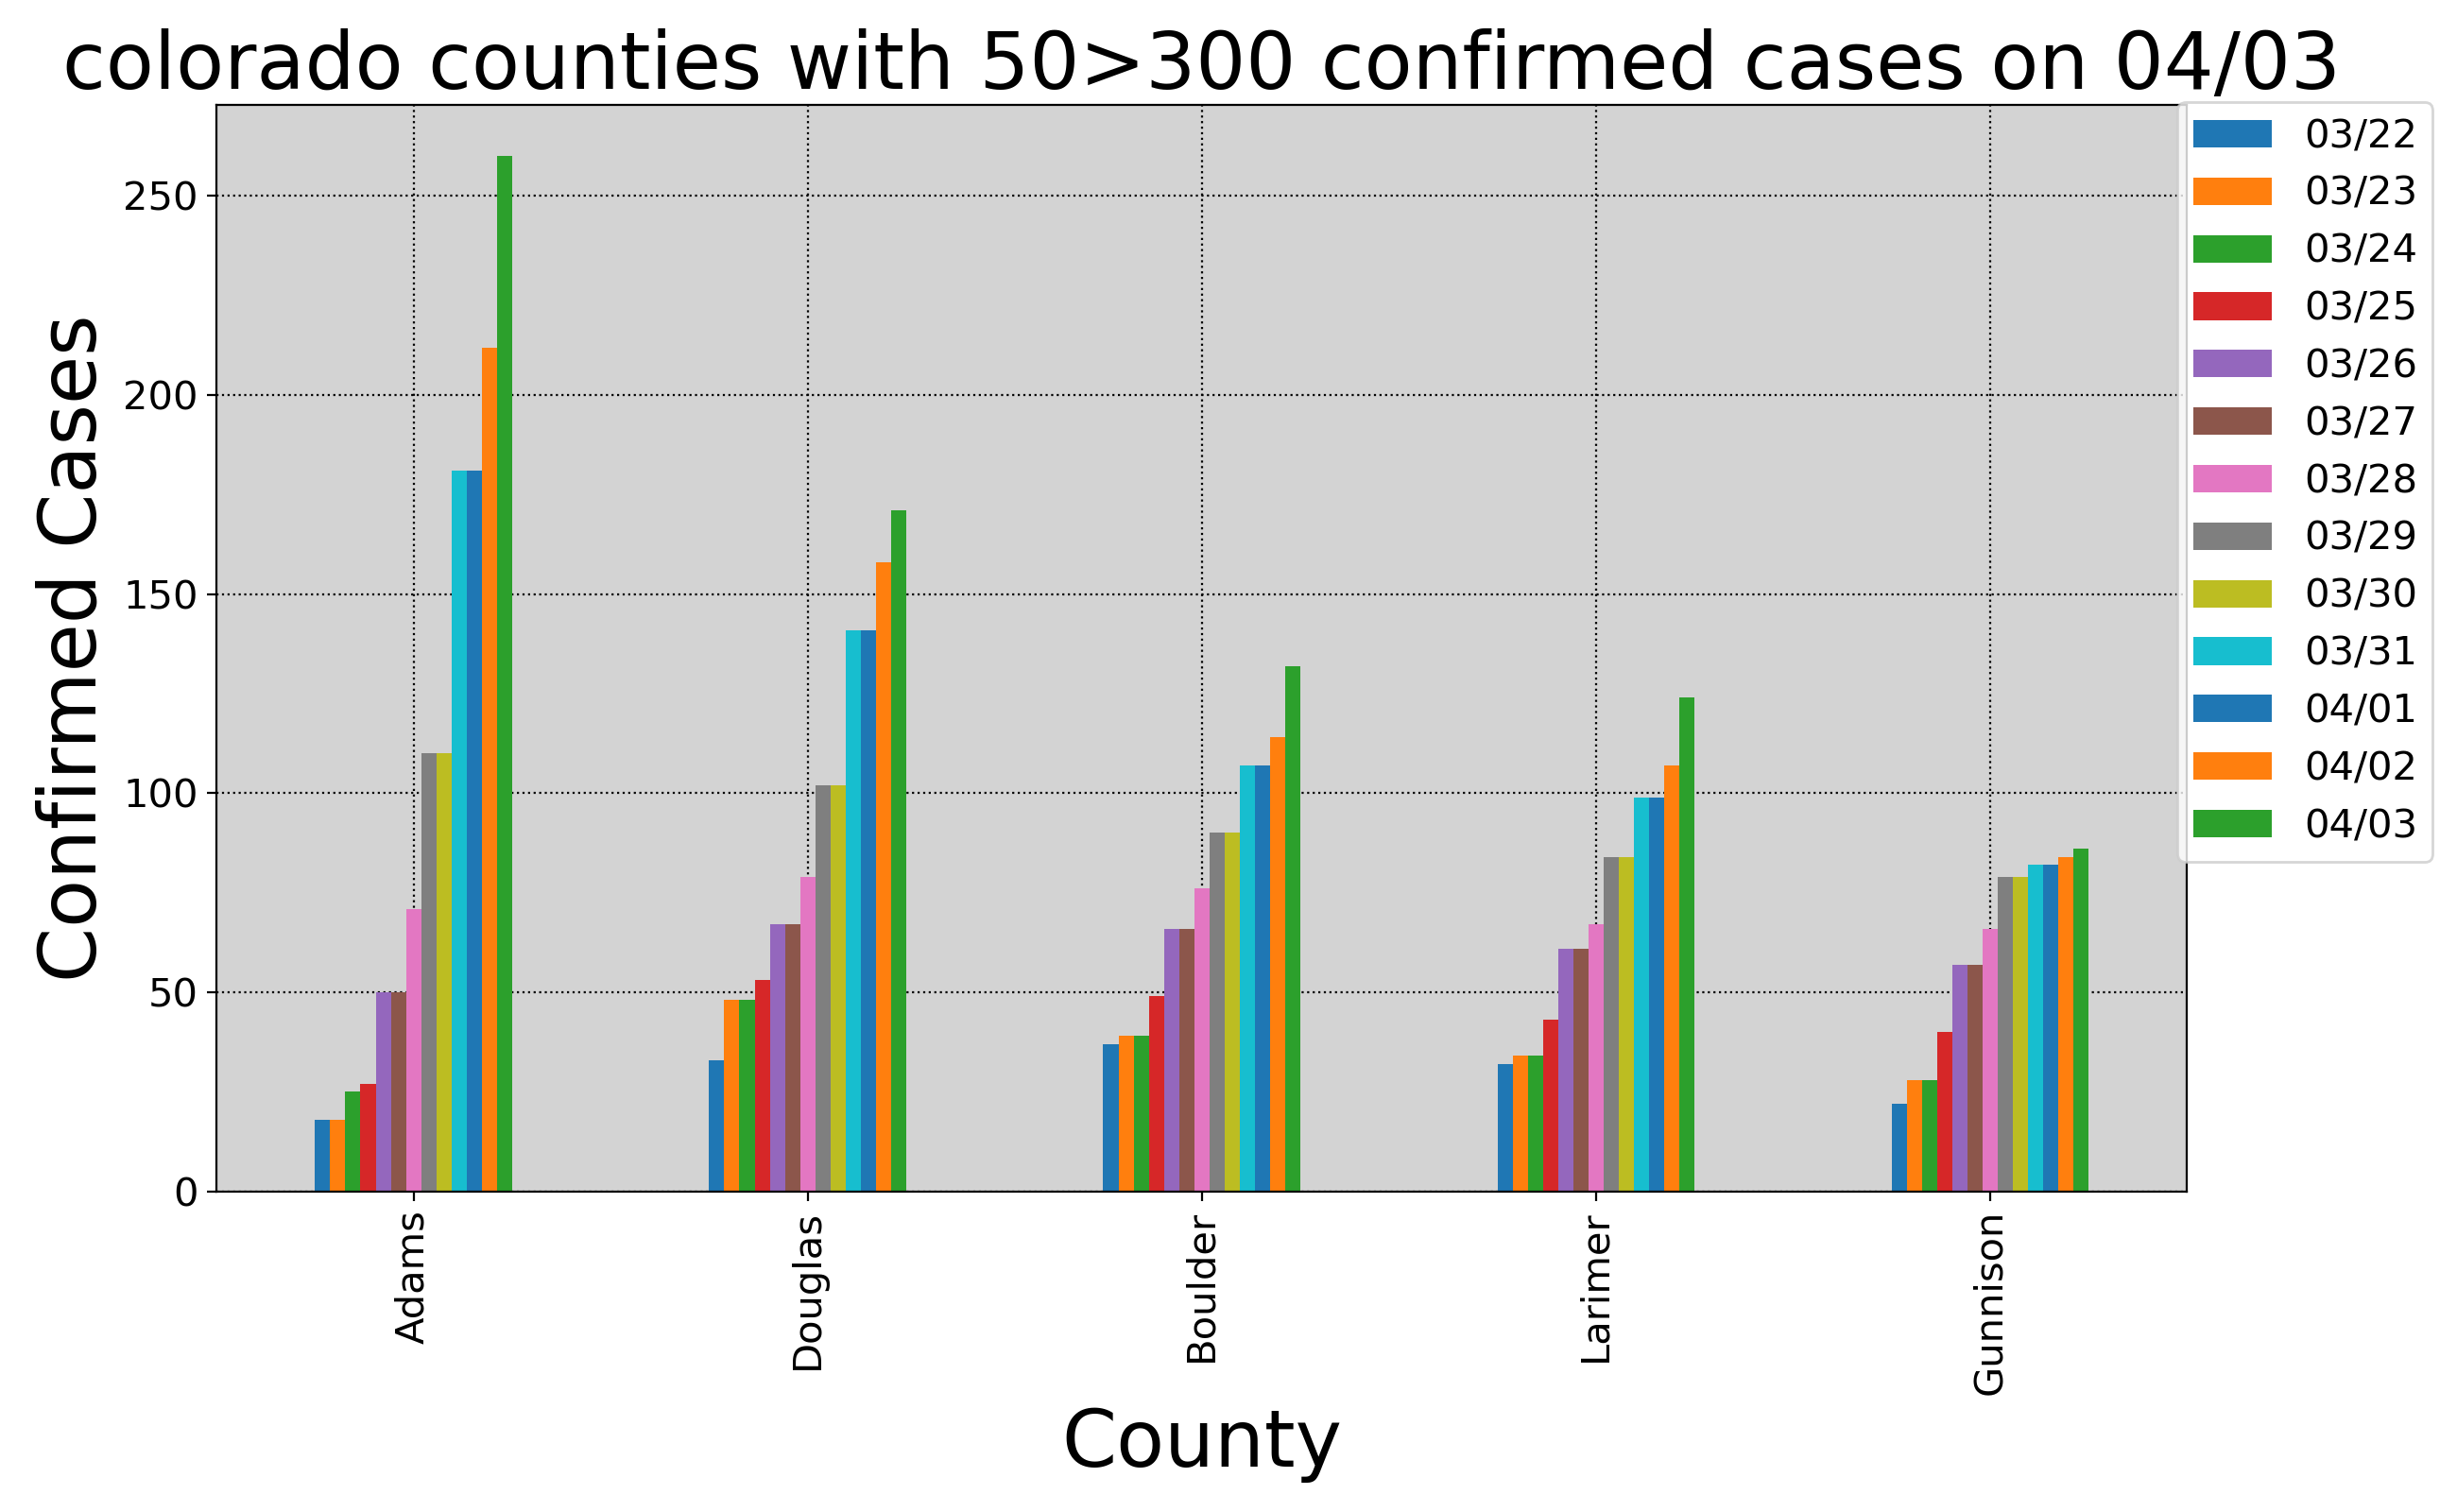 colorado counties with 50>300 confirmed cases on 04/03
03/22
03/23
03/24
03/25
03/26
03/27
03/28
03/29
03/30
03/31
04/01
04/02
04/03
Confirmed Cases
250
200
150
100
50
0
Adams
Douglas
Boulder
Larimer
Gunnison
County